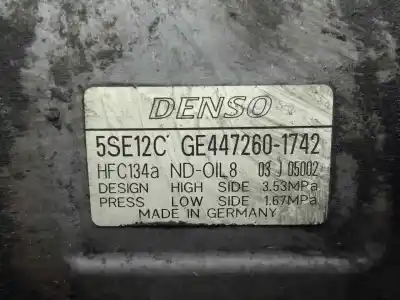 DENSO
5SE12C GE447260-1742
HFC134a ND-OIL8 03 J 05002
DESIGN HIGH SIDE 3.53MPa
PRESS LOW SIDE 1.67MPa
MADE IN GERMANY